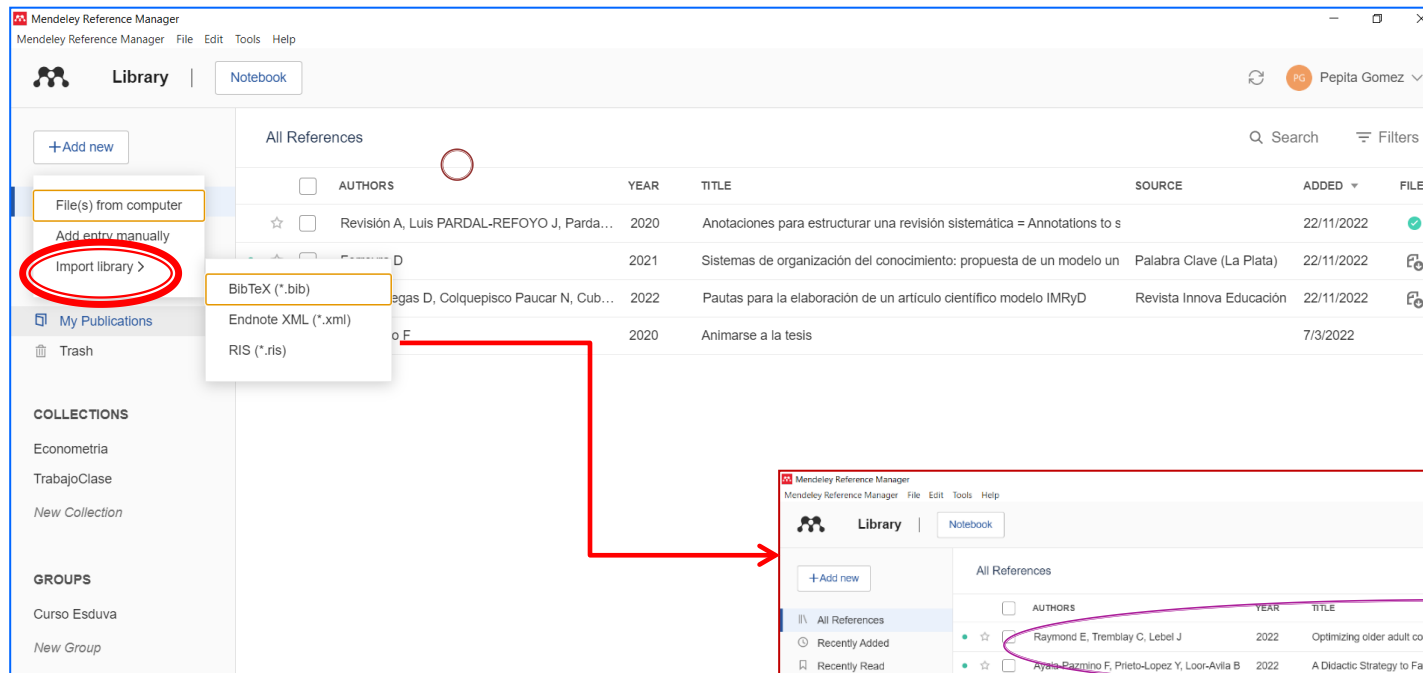 Mendeley Reference Manager
Mendeley Reference Manager File Edit Tools Help
Library | Notebook
PG Pepita Gomez
+Add new
All References
Search Filters
File(s) from computer
Add entry manually
Import library >
BibTeX (*.bib)
Endnote XML (*.xml)
RIS (*.ris)
My Publications
Trash
AUTHORS YEAR TITLE SOURCE ADDED FILE
Revisión A, Luis PARDAL-REFOYO J, Parda... 2020 Anotaciones para estructurar una revisión sistemática = Annotations to s 22/11/2022
D 2021 Sistemas de organización del conocimiento: propuesta de un modelo un Palabra Clave (La Plata) 22/11/2022
egas D, Colquepisco Paucar N, Cub... 2022 Pautas para la elaboración de un artículo científico modelo IMRyD Revista Innova Educación 22/11/2022
o F 2020 Animarse a la tesis 7/3/2022
COLLECTIONS
Econometria
TrabajoClase
New Collection
GROUPS
Curso Esduva
New Group
Mendeley Reference Manager
Mendeley Reference Manager File Edit Tools Help
Library | Notebook
+Add new
All References
All References
Recently Added
Recently Read
AUTHORS YEAR TITLE
Raymond E, Tremblay C, Lebel J 2022 Optimizing older adult co
Ayala-Pazmino F, Prieto-Lopez Y, Loor-Avila B 2022 A Didactic Strategy to Fa